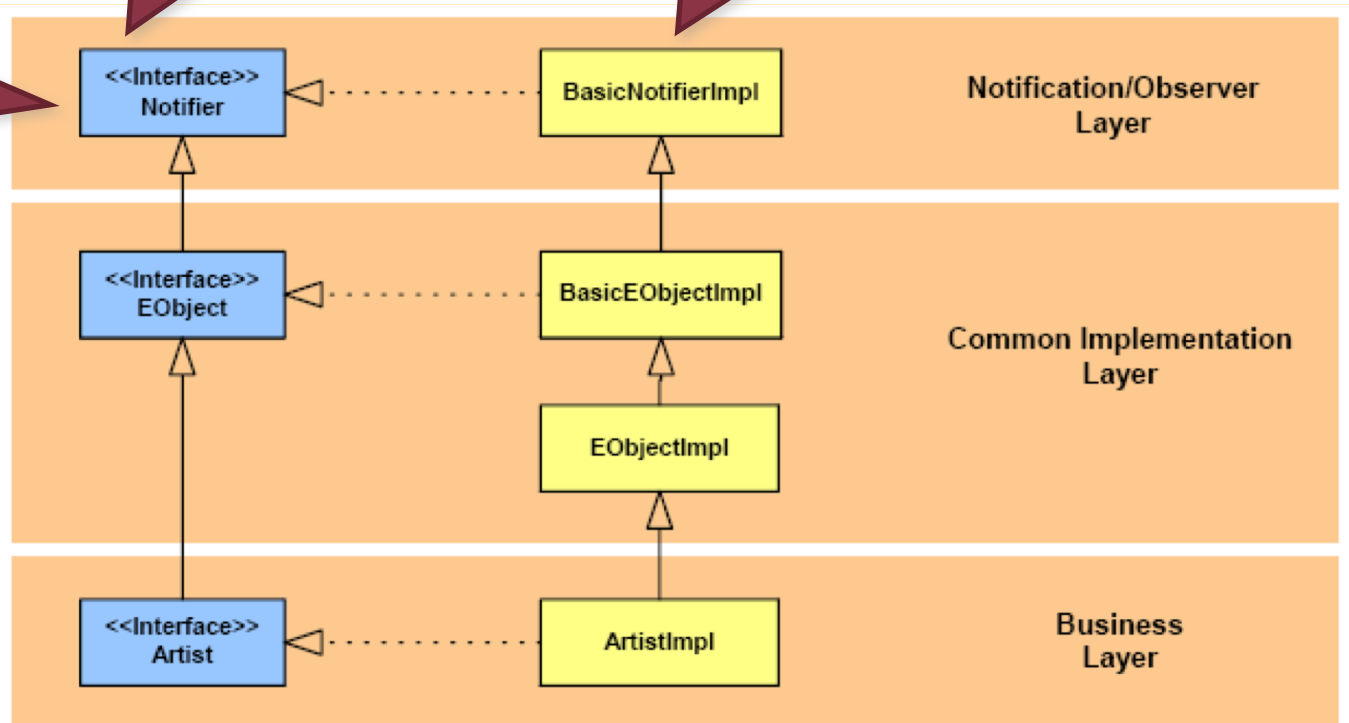 <<Interface>>
Notifier
BasicNotifierImpl
Notification/Observer
Layer
<<Interface>>
EObject
BasicEObjectImpl
Common Implementation
Layer
EObjectImpl
<<Interface>>
Artist
ArtistImpl
Business
Layer